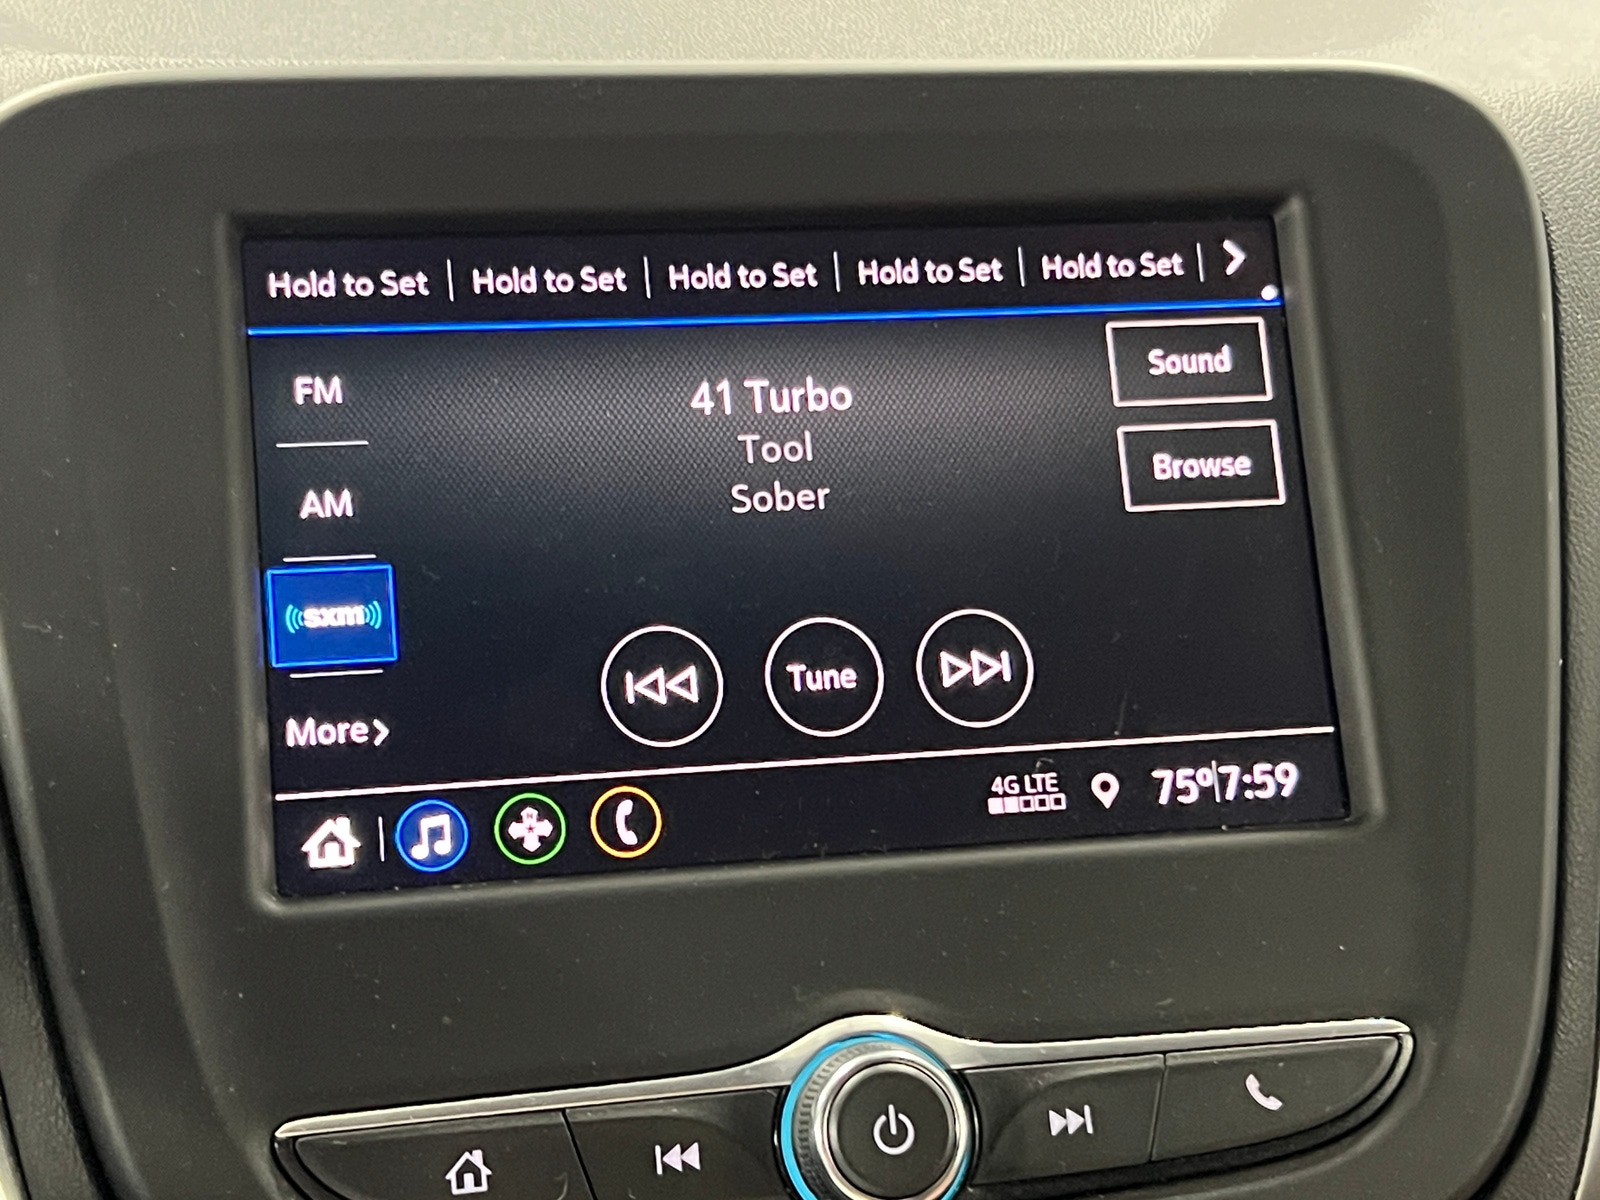 Hold to Set | Hold to Set | Hold to Set | Hold to Set | Hold to Set |
Sound
FM
41 Turbo
Tool
Browse
AM
Sober
sxm
Tune
More
4G LTE
75º|7:59